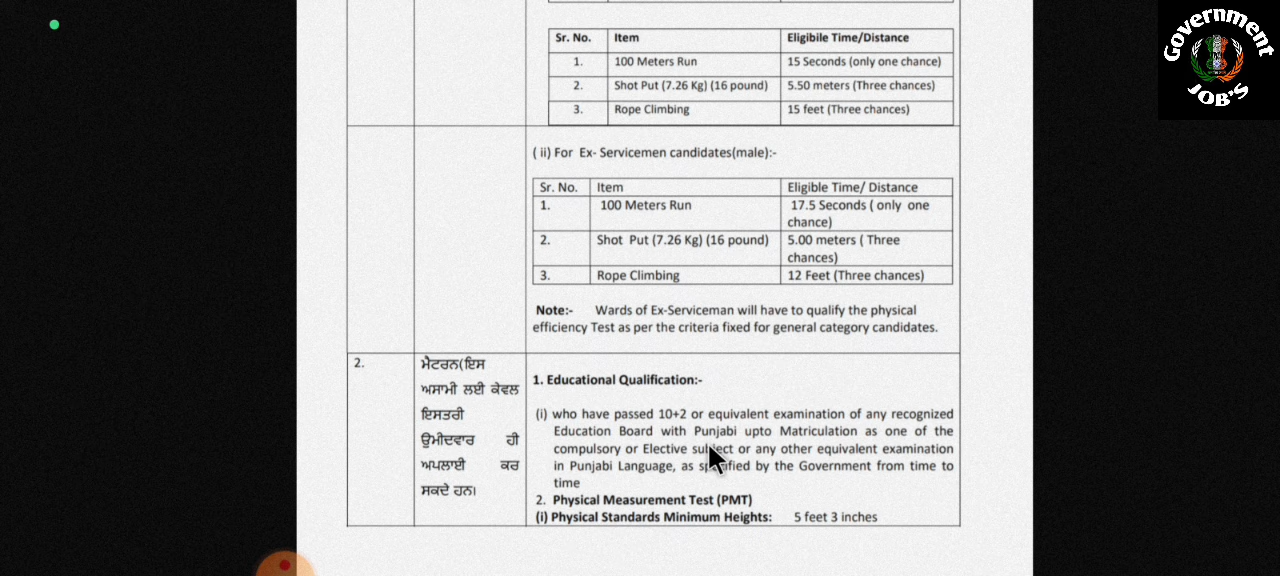 Government
JOB'S
Sr. No. Item Eligibile Time/Distance
1. 100 Meters Run 15 Seconds (only one chance)
2. Shot Put (7.26 Kg) (16 pound) 5.50 meters (Three chances)
3. Rope Climbing 15 feet (Three chances)
( ii) For Ex- Servicemen candidates(male):-
Sr. No. Item Eligible Time/ Distance
1. 100 Meters Run 17.5 Seconds ( only one
chance)
2. Shot Put (7.26 Kg) (16 pound) 5.00 meters ( Three
chances)
3. Rope Climbing 12 Feet (Three chances)
Note:- Wards of Ex-Serviceman will have to qualify the physical
efficiency Test as per the criteria fixed for general category candidates.
2.
ਮੈਟਰਨ(ਇਸ
ਅਸਾਮੀ ਲਈ ਕੇਵਲ
ਇਸਤਰੀ
ਉਮੀਦਵਾਰ ਹੀ
ਅਪਲਾਈ ਕਰ
ਸਕਦੇ ਹਨ।
1. Educational Qualification:-
(i) who have passed 10+2 or equivalent examination of any recognized
Education Board with Punjabi upto Matriculation as one of the
compulsory or Elective subject or any other equivalent examination
in Punjabi Language, as specified by the Government from time to
time
2. Physical Measurement Test (PMT)
(i) Physical Standards Minimum Heights: 5 feet 3 inches